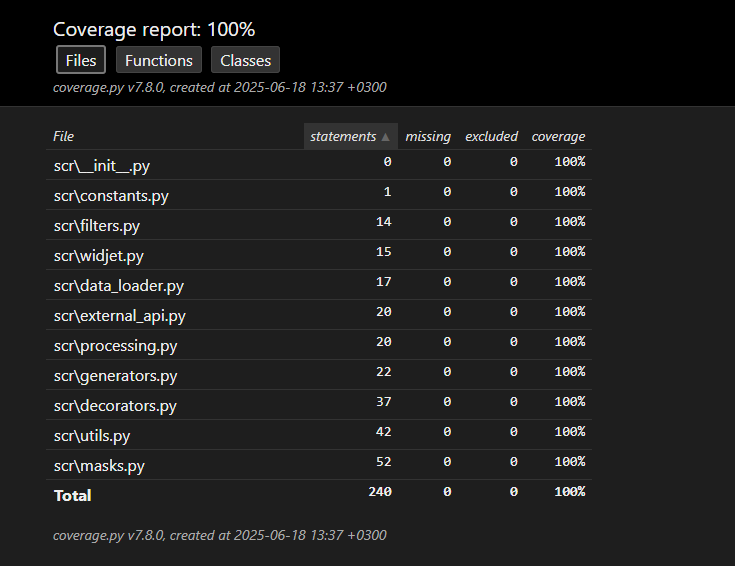 Coverage report: 100%
Files Functions Classes
coverage.py v7.8.0, created at 2025-06-18 13:37 +0300
File statements ▲ missing excluded coverage
scr\__init__.py 0 0 0 100%
scr\constants.py 1 0 0 100%
scr\filters.py 14 0 0 100%
scr\widjet.py 15 0 0 100%
scr\data_loader.py 17 0 0 100%
scr\external_api.py 20 0 0 100%
scr\processing.py 20 0 0 100%
scr\generators.py 22 0 0 100%
scr\decorators.py 37 0 0 100%
scr\utils.py 42 0 0 100%
scr\masks.py 52 0 0 100%
Total 240 0 0 100%
coverage.py v7.8.0, created at 2025-06-18 13:37 +0300